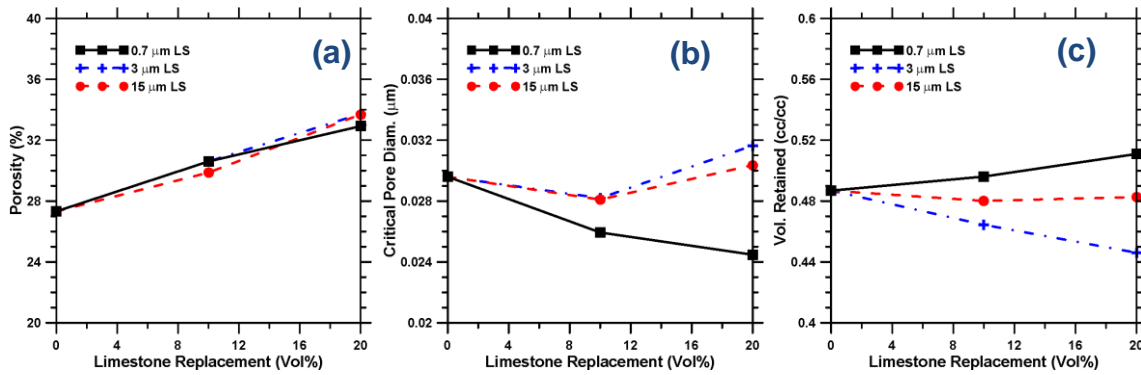 (a)
0.7 μm LS
3 μm LS
15 μm LS
Porosity (%)
40
36
32
28
24
20
0 4 8 12 16 20
Limestone Replacement (Vol%)
(b)
0.7 μm LS
3 μm LS
15 μm LS
Critical Pore Diam. (μm)
0.04
0.036
0.032
0.028
0.024
0.02
0 4 8 12 16 20
Limestone Replacement (Vol%)
(c)
0.7 μm LS
3 μm LS
15 μm LS
Vol. Retained (cc/cc)
0.6
0.56
0.52
0.48
0.44
0.4
0 4 8 12 16 20
Limestone Replacement (Vol%)